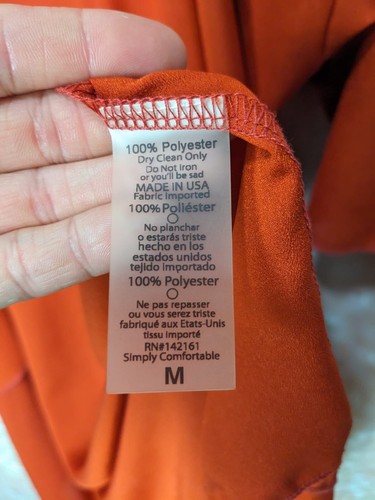 100% Polyester
Dry Clean Only
Do Not Iron
or you'll be sad
MADE IN USA
Fabric imported
100% Poliéster
No planchar
o estarás triste
hecho en los
estados unidos
tejido importado
100% Polyester
Ne pas repasser
ou vous serez triste
fabriqué aux Etats-Unis
tissu importé
RN#142161
Simply Comfortable
M